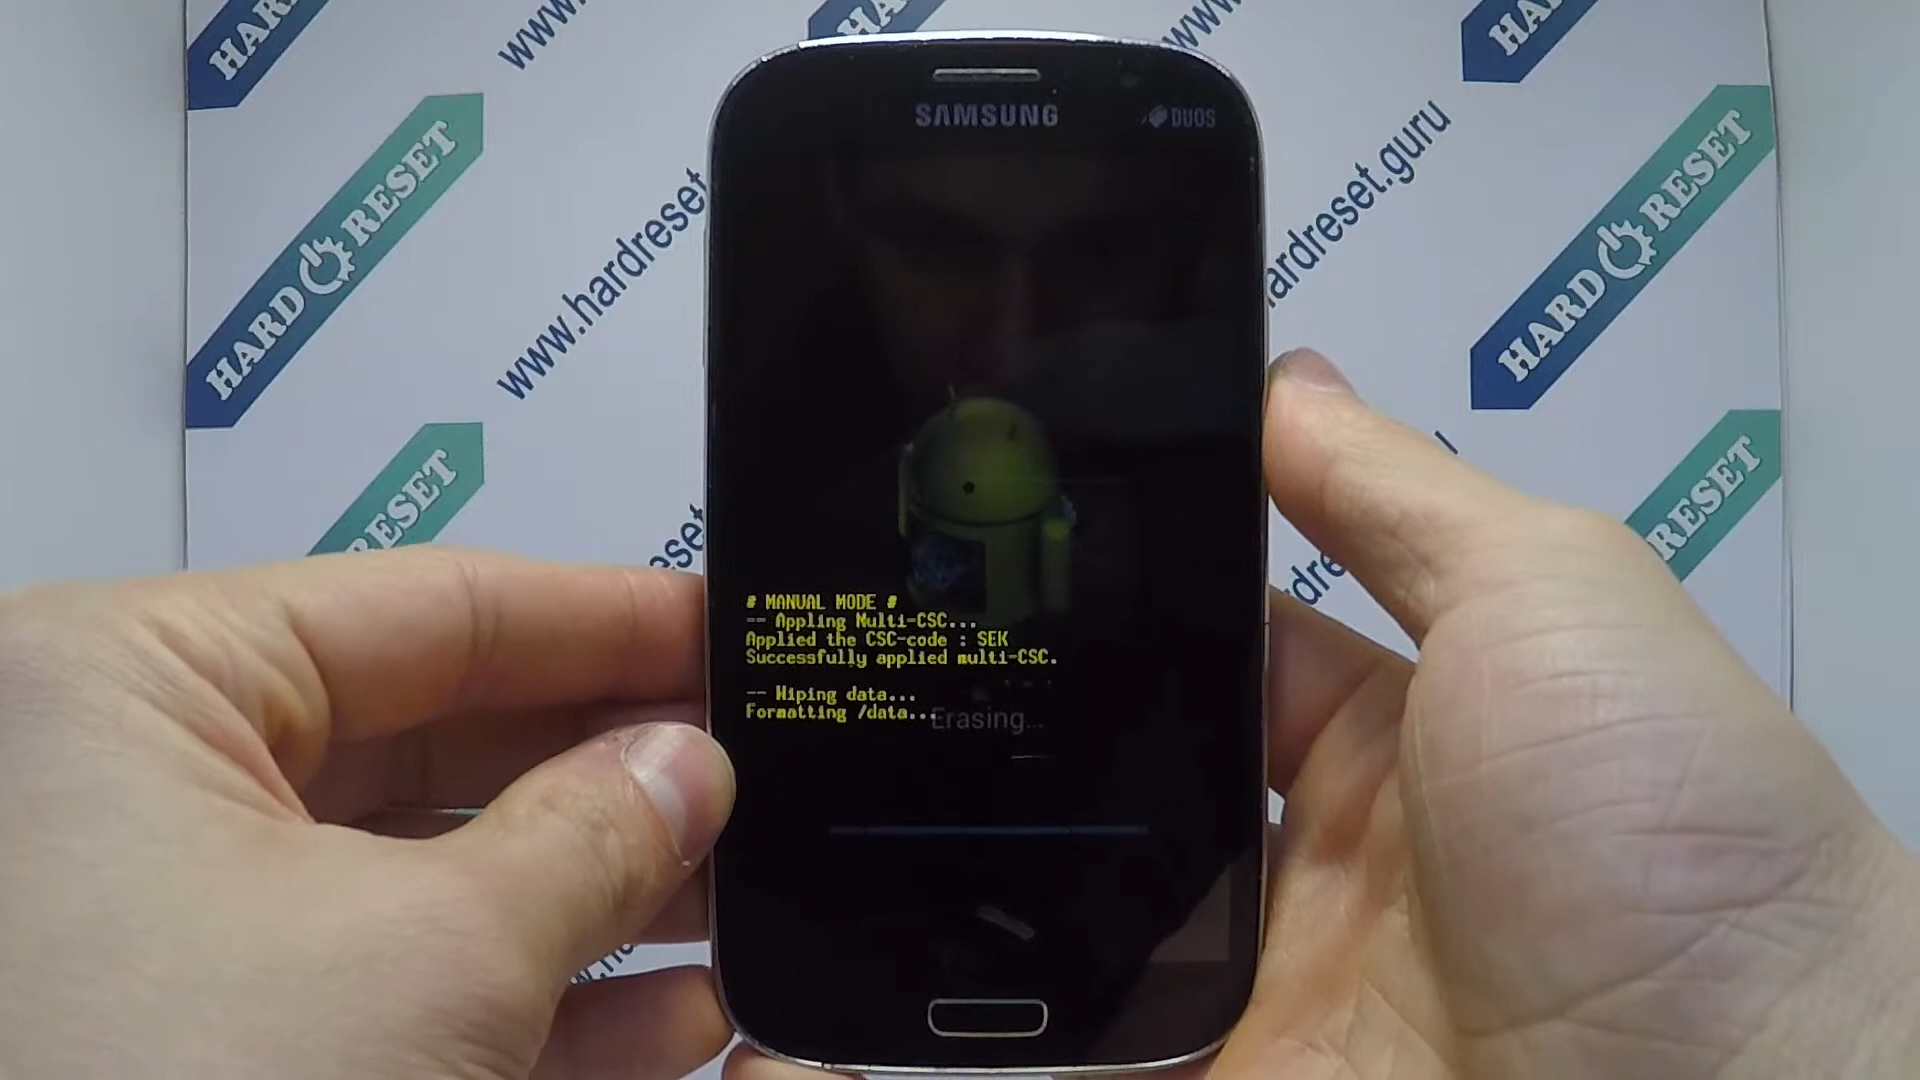 HARD RESET
www.hardreset
HARD RESET
www.hardreset.guru
HARD RESET
RESET
RESET
SAMSUNG
DUOS
# MANUAL MODE #
-- Appling Multi-CSC...
Applied the CSC-code : SEK
Successfully applied multi-CSC.
-- Wiping data...
Formatting /data...
Erasing...